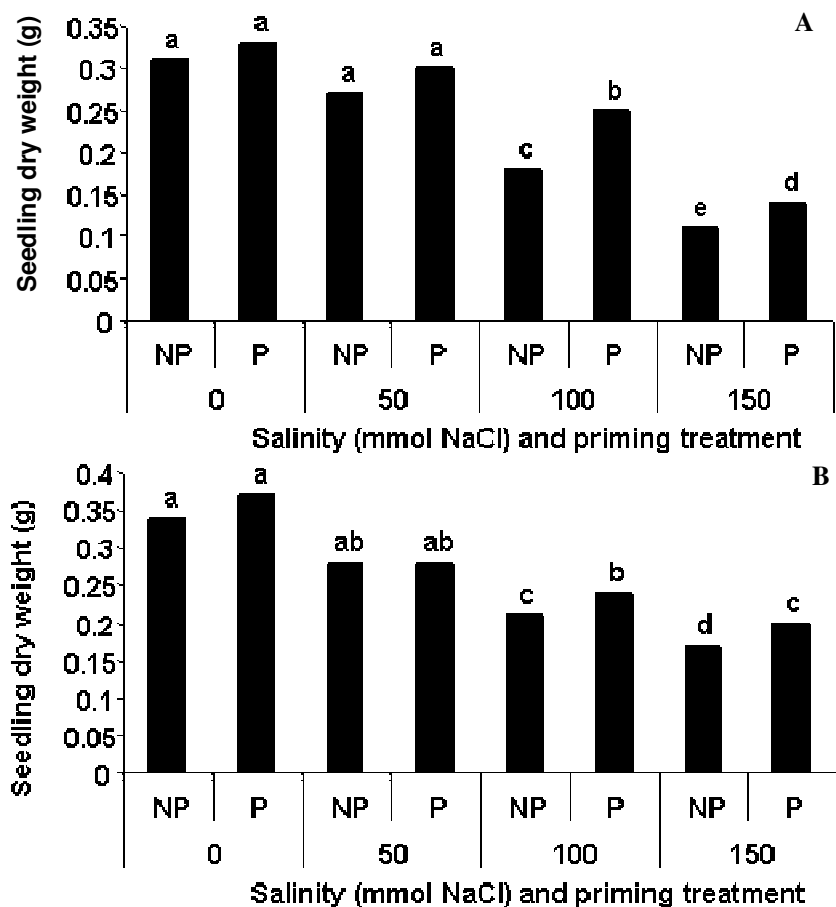 A
Seedling dry weight (g)
0.35
0.3
0.25
0.2
0.15
0.1
0.05
0
a
a
a
a
c
b
e
d
NP P NP P NP P NP P
0 50 100 150
Salinity (mmol NaCl) and priming treatment
B
Seedling dry weight (g)
0.4
0.35
0.3
0.25
0.2
0.15
0.1
0.05
0
a
a
ab
ab
c
b
d
c
NP P NP P NP P NP P
0 50 100 150
Salinity (mmol NaCl) and priming treatment